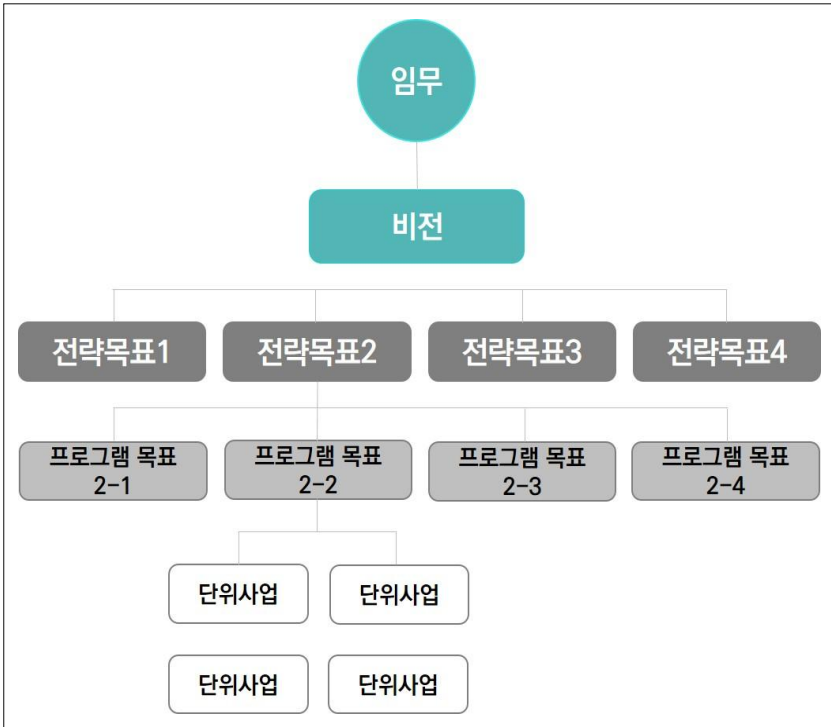 임무
비전
전략목표1
전략목표2
전략목표3
전략목표4
프로그램 목표
2-1
프로그램 목표
2-2
프로그램 목표
2-3
프로그램 목표
2-4
단위사업
단위사업
단위사업
단위사업